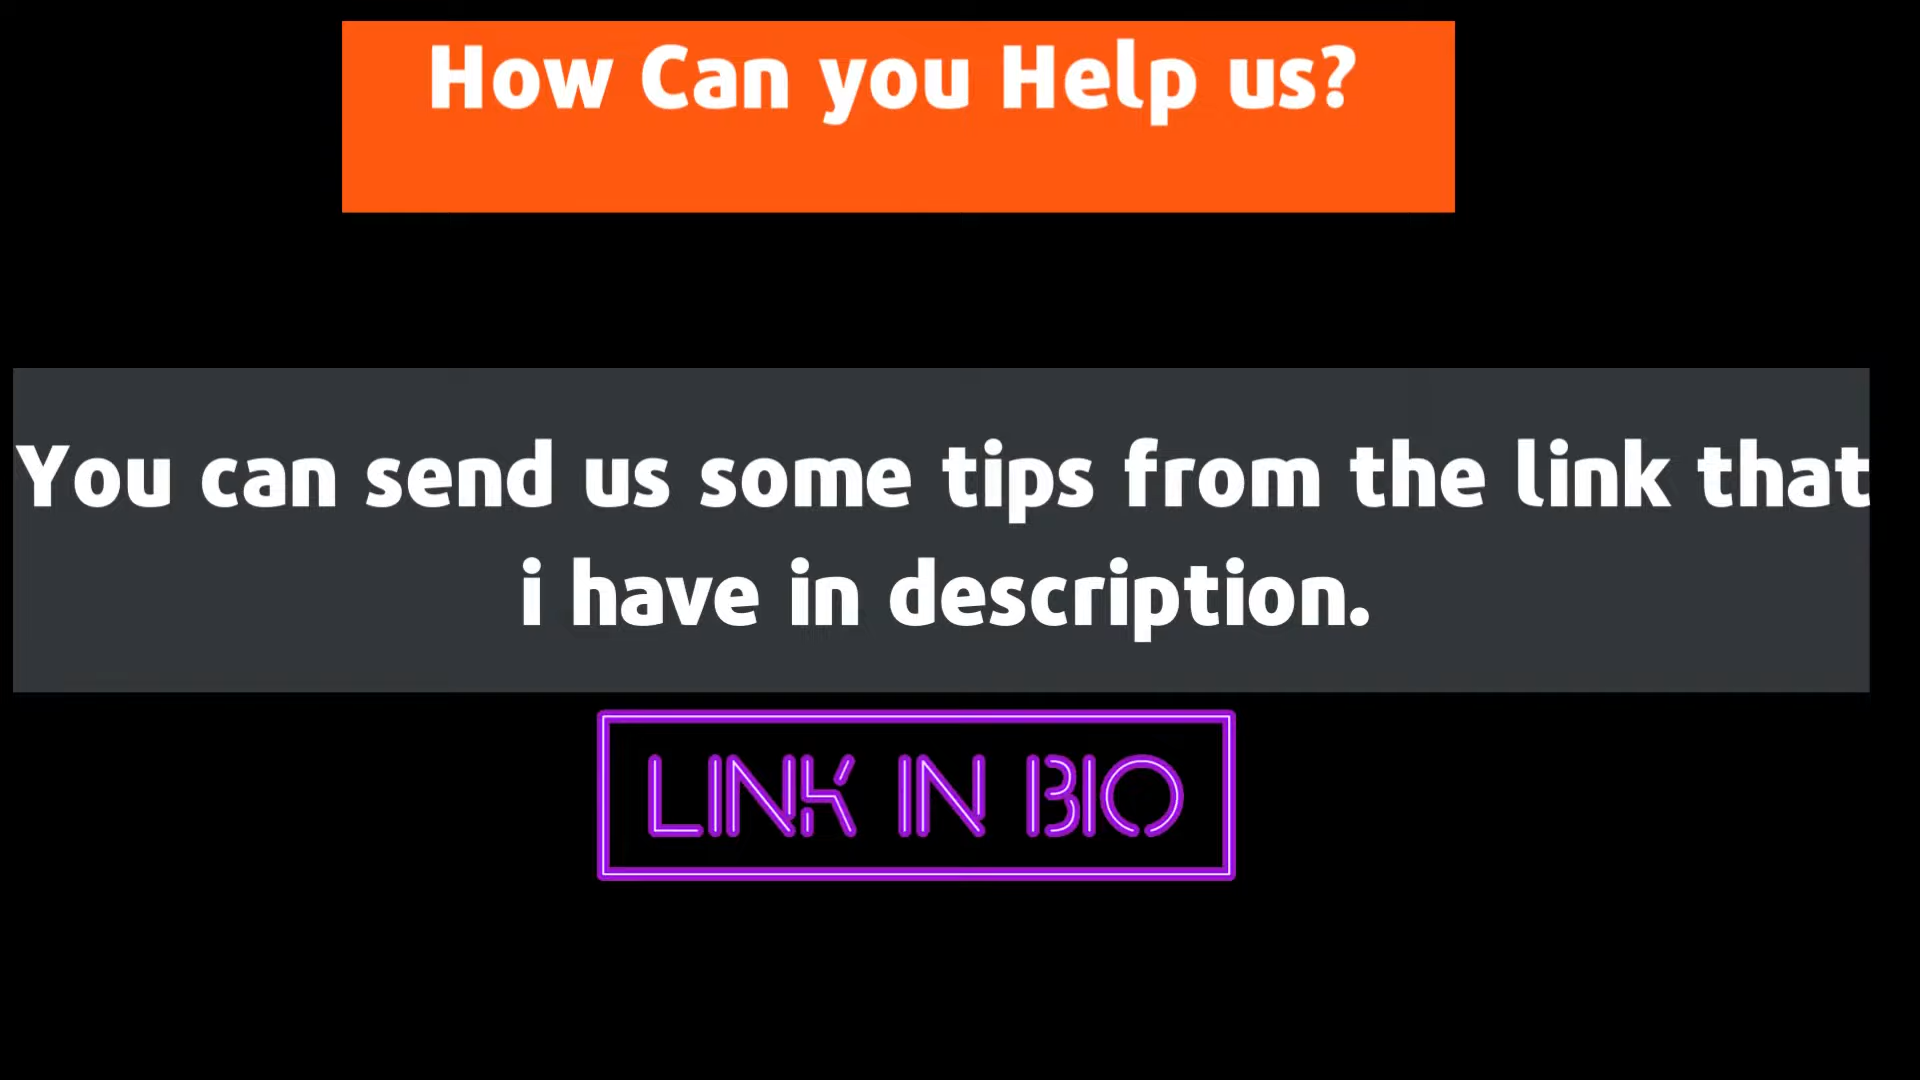 How Can you Help us?
You can send us some tips from the link that
i have in description.
LINK IN BIO